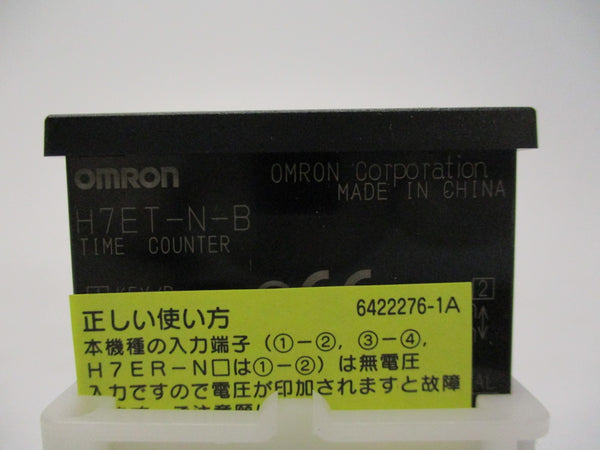 OMRON
OMRON Corporation
MADE IN CHINA
H7ET-N-B
TIME COUNTER
2
正しい使い方 6422276-1A
本機種の入力端子(①−②, ③−④,
H7ER−N□は①−②)は無電圧
入力ですので電圧が印加されますと故障